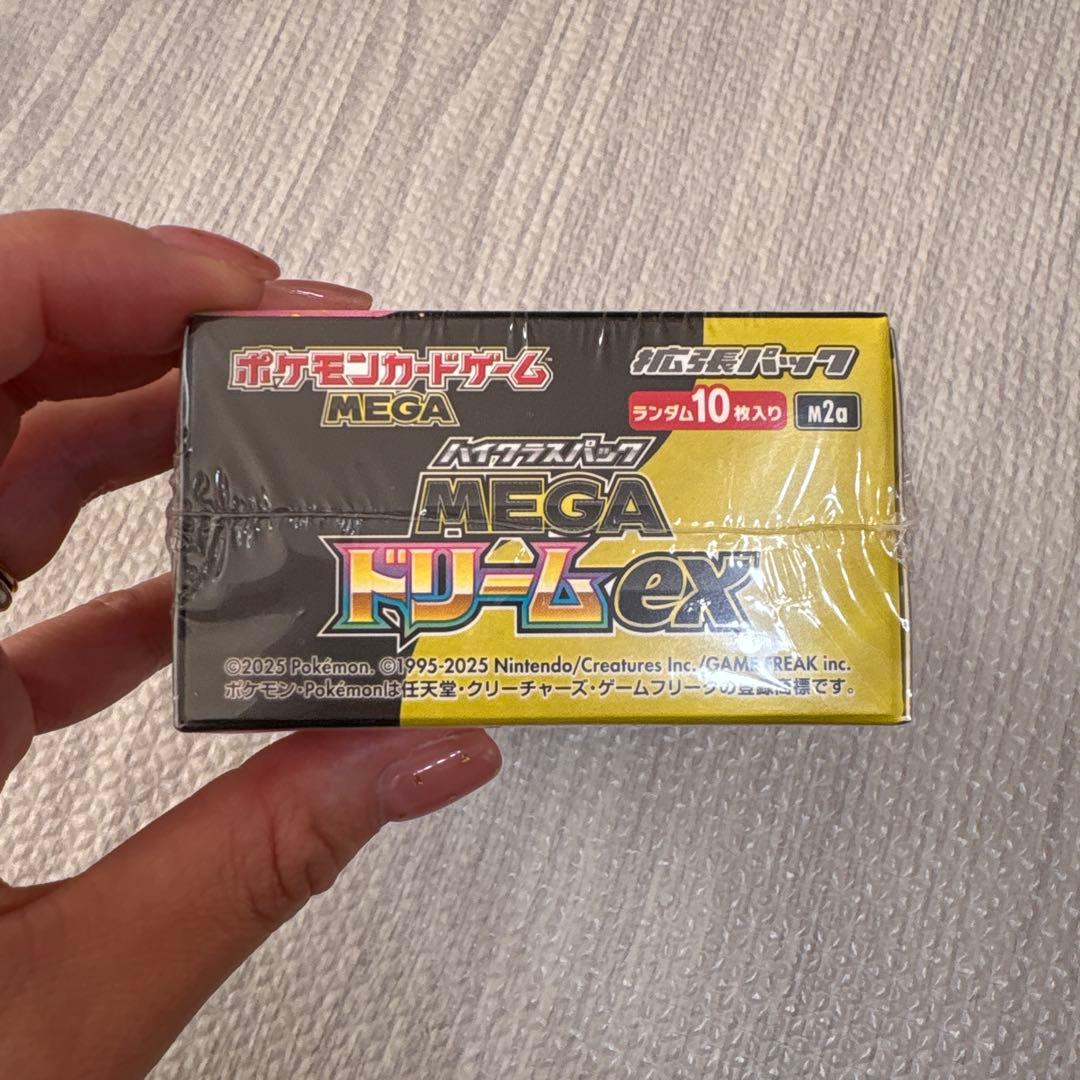 ポケモンカードゲーム
MEGA
拡張パック
ランダム10枚入り M2a
ハイクラスパック
MEGA
ドリームex
©2025 Pokémon. ©1995-2025 Nintendo/Creatures Inc./GAME FREAK inc.
ポケモン・Pokémonは任天堂・クリーチャーズ・ゲームフリークの登録商標です。